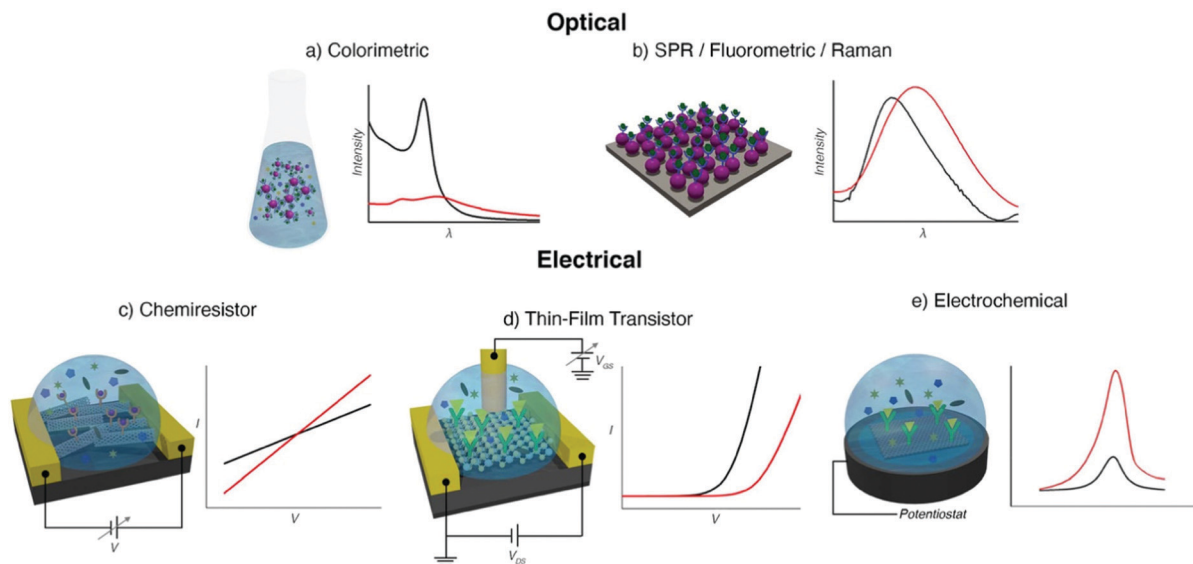 Optical
a) Colorimetric
b) SPR / Fluorometric / Raman
Intensity
λ
Intensity
λ
Electrical
c) Chemiresistor
d) Thin-Film Transistor
e) Electrochemical
I
V
V
V_GS
V_DS
I
V
Potentiostat